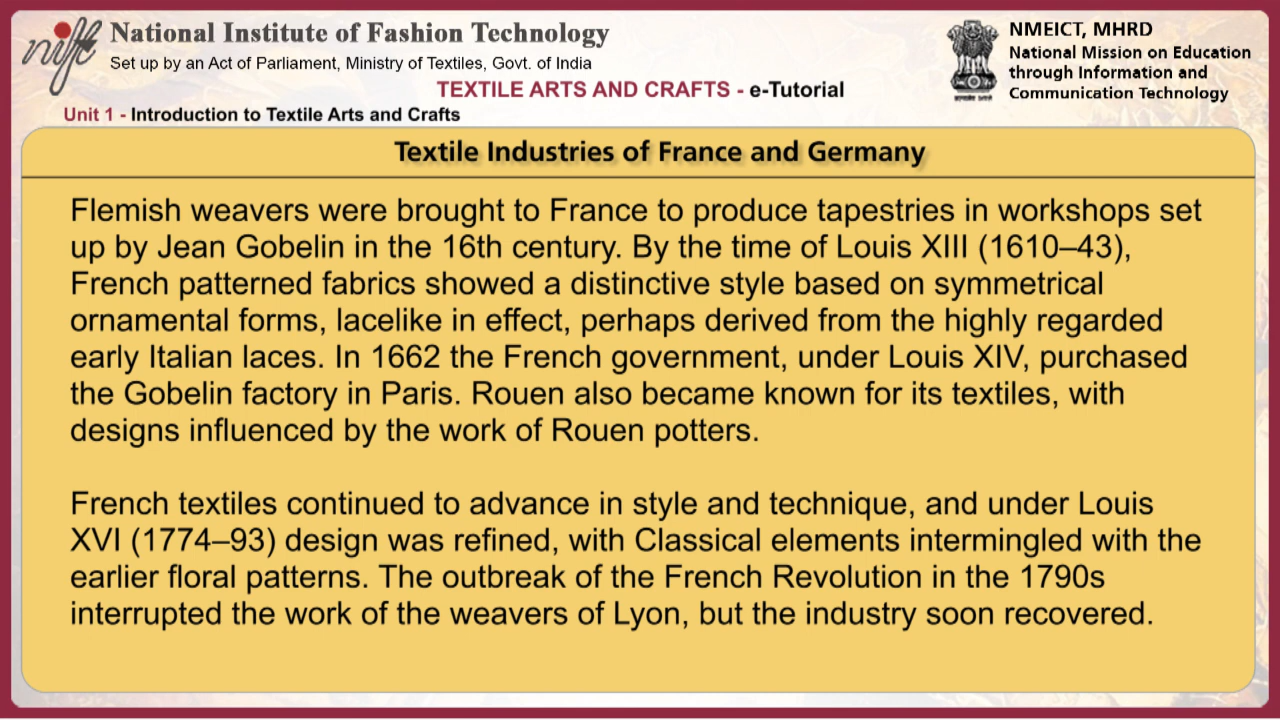 nift
National Institute of Fashion Technology
Set up by an Act of Parliament, Ministry of Textiles, Govt. of India
NMEICT, MHRD
National Mission on Education
through Information and
Communication Technology
TEXTILE ARTS AND CRAFTS - e-Tutorial
Unit 1 - Introduction to Textile Arts and Crafts
Textile Industries of France and Germany
Flemish weavers were brought to France to produce tapestries in workshops set
up by Jean Gobelin in the 16th century. By the time of Louis XIII (1610–43),
French patterned fabrics showed a distinctive style based on symmetrical
ornamental forms, lacelike in effect, perhaps derived from the highly regarded
early Italian laces. In 1662 the French government, under Louis XIV, purchased
the Gobelin factory in Paris. Rouen also became known for its textiles, with
designs influenced by the work of Rouen potters.
French textiles continued to advance in style and technique, and under Louis
XVI (1774–93) design was refined, with Classical elements intermingled with the
earlier floral patterns. The outbreak of the French Revolution in the 1790s
interrupted the work of the weavers of Lyon, but the industry soon recovered.